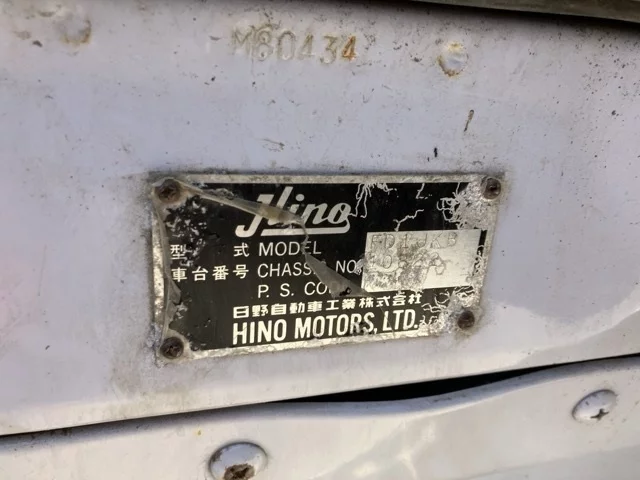 M80434
Hino
型 式 MODEL
車台番号 CHASSIS NO.
P. S. CO
日野自動車工業株式会社
HINO MOTORS, LTD.